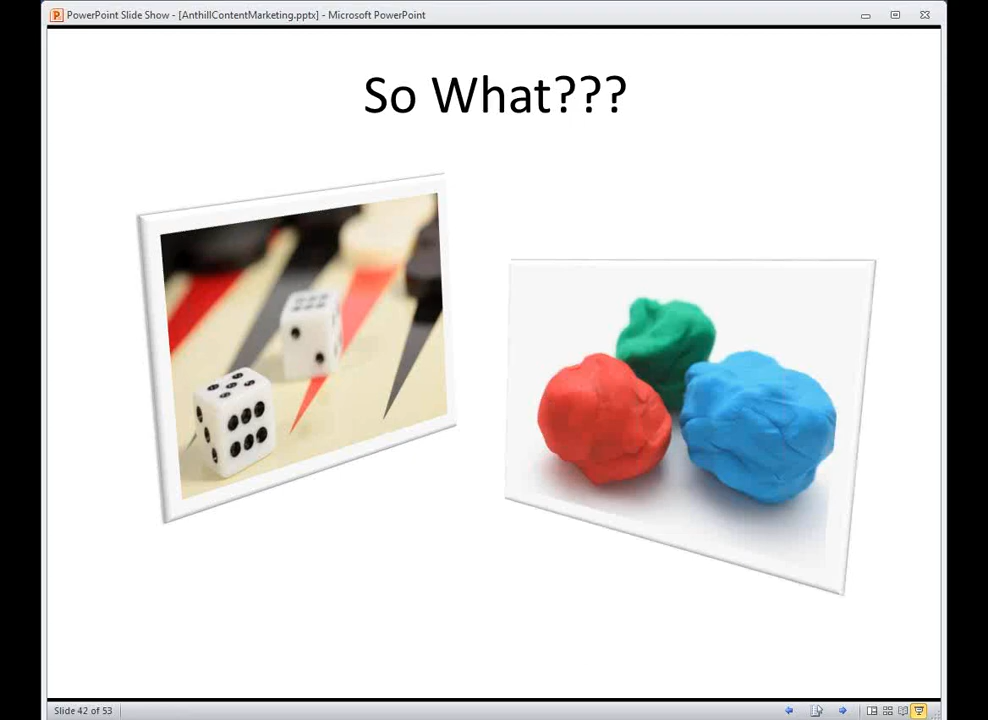 PowerPoint Slide Show - [AnthillContentMarketing.pptx] - Microsoft PowerPoint
So What???
Slide 42 of 53